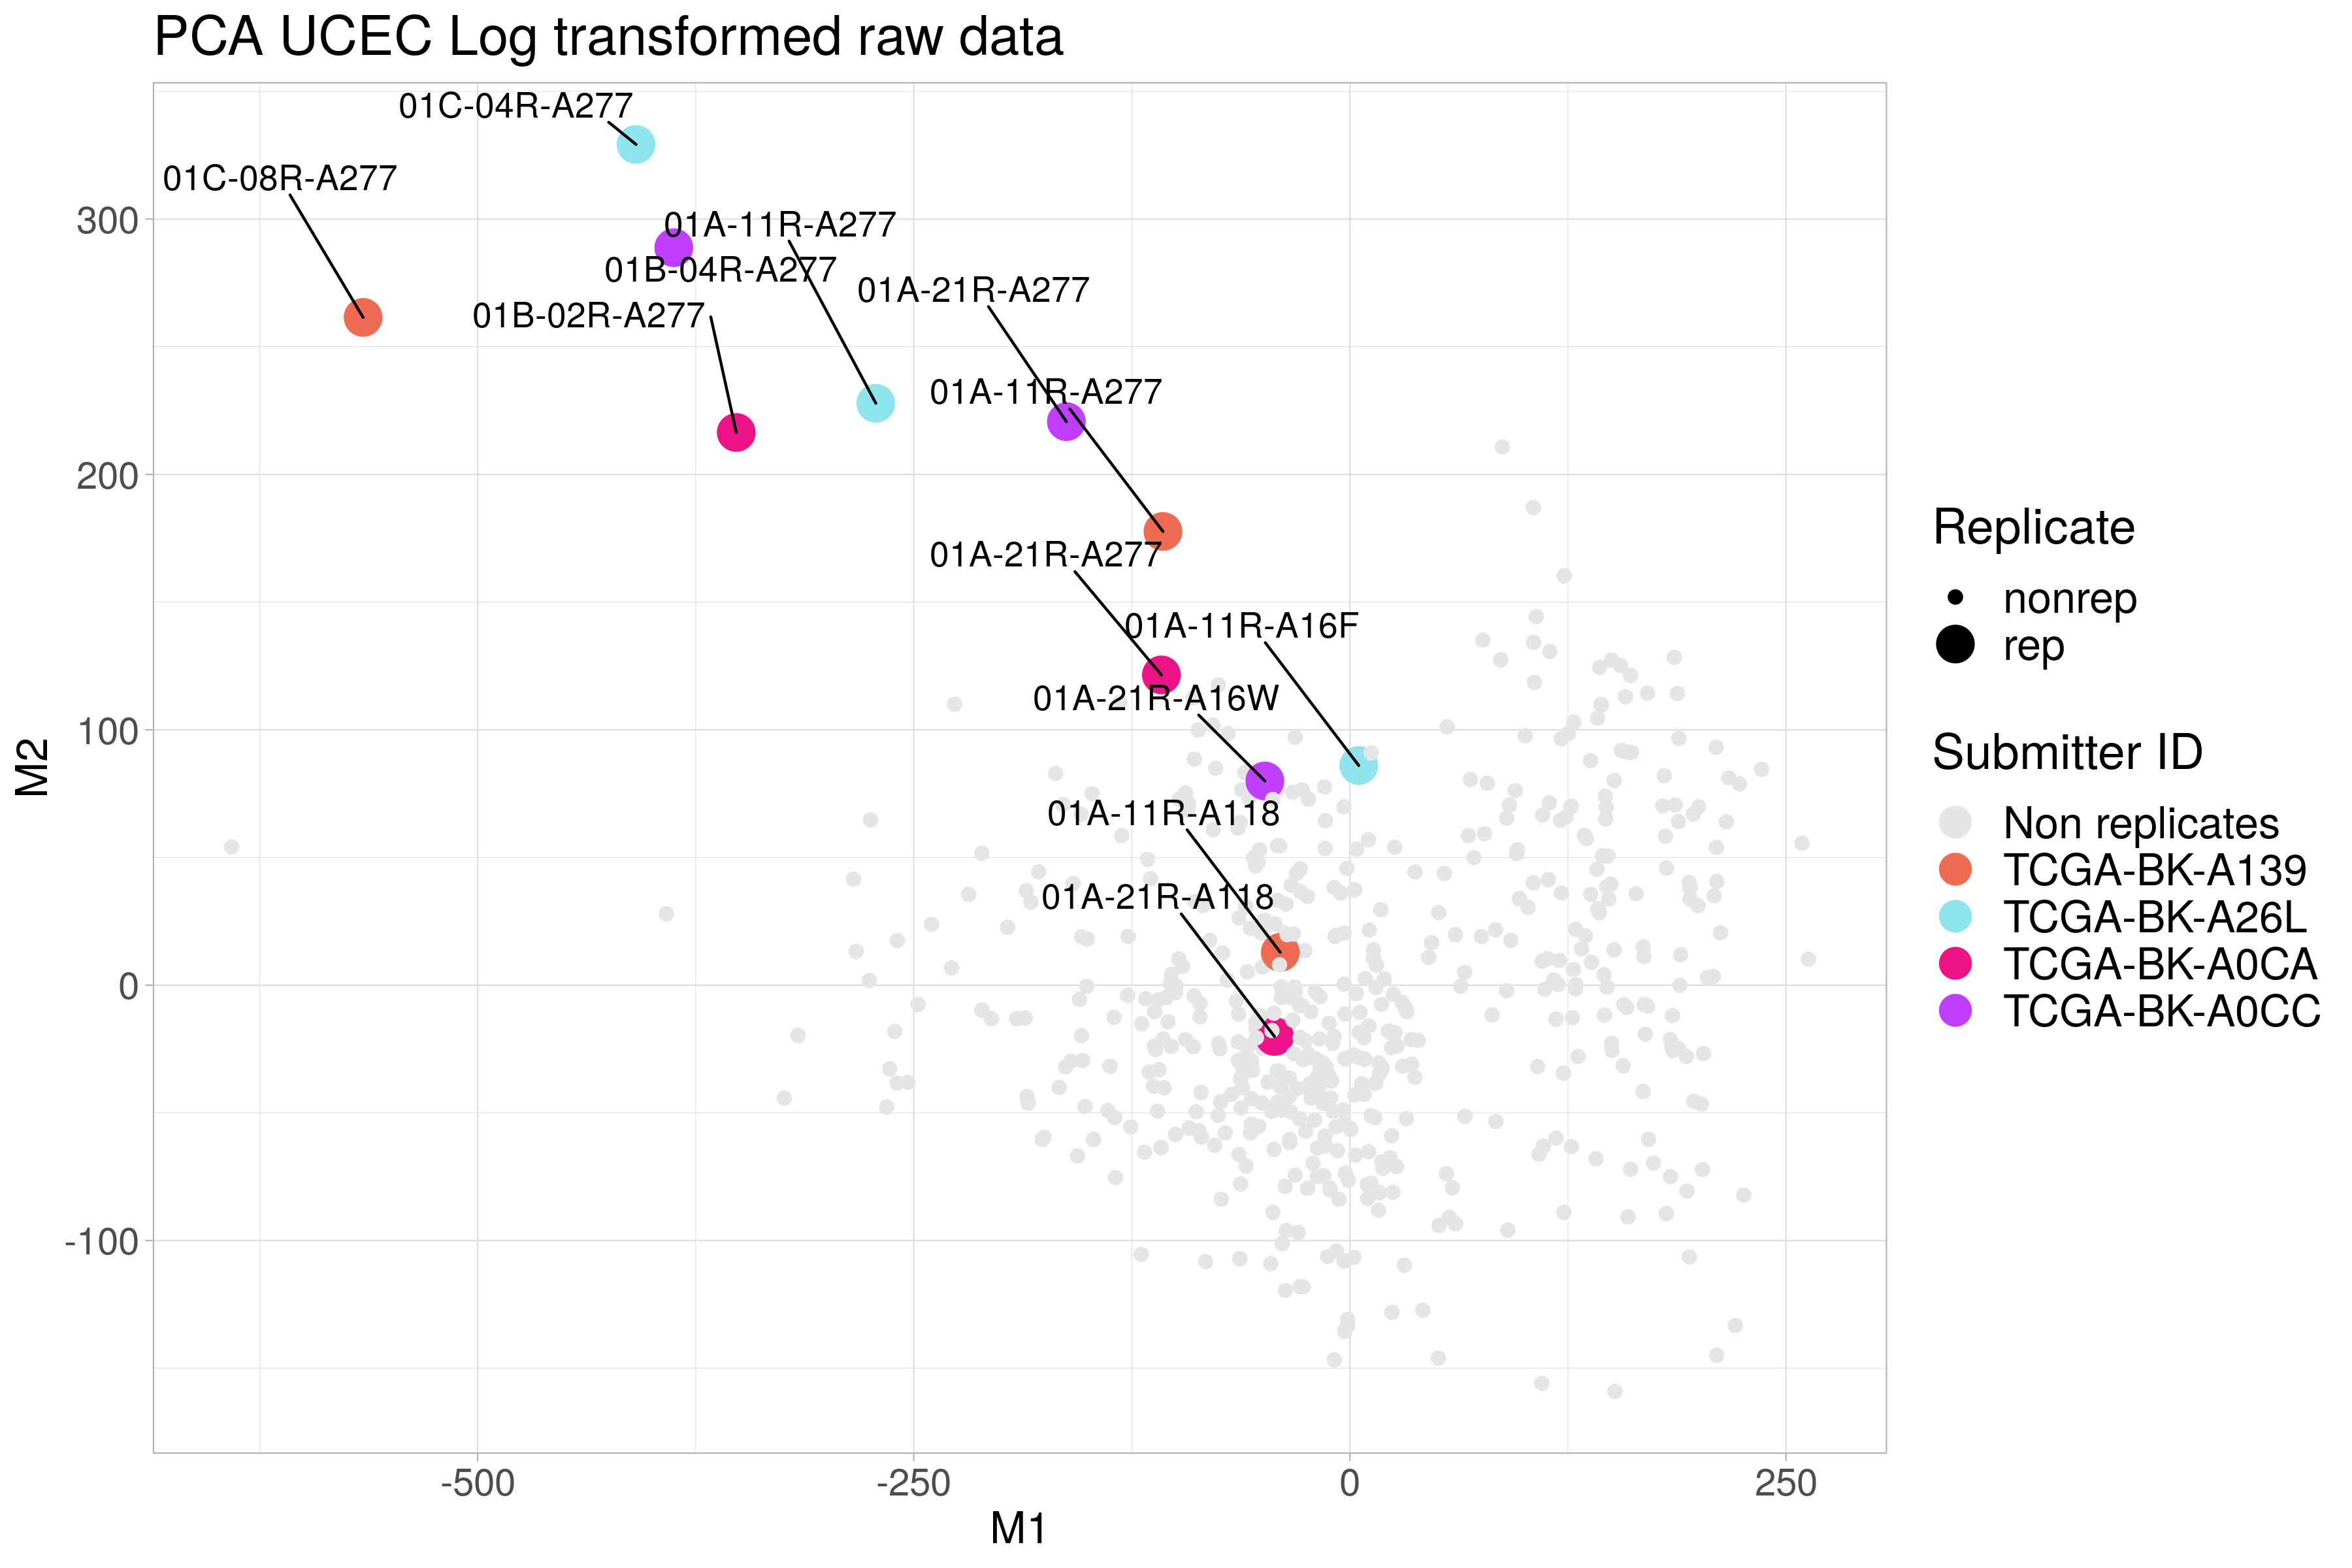 PCA UCEC Log transformed raw data
01C-04R-A277
01C-08R-A277
01A-11R-A277
01B-04R-A277
01A-21R-A277
01B-02R-A277
01A-11R-A277
01A-21R-A277
01A-11R-A16F
01A-21R-A16W
01A-11R-A118
01A-21R-A118
300
200
100
0
-100
M2
-500
-250
0
250
M1
Replicate
nonrep
rep
Submitter ID
Non replicates
TCGA-BK-A139
TCGA-BK-A26L
TCGA-BK-A0CA
TCGA-BK-A0CC